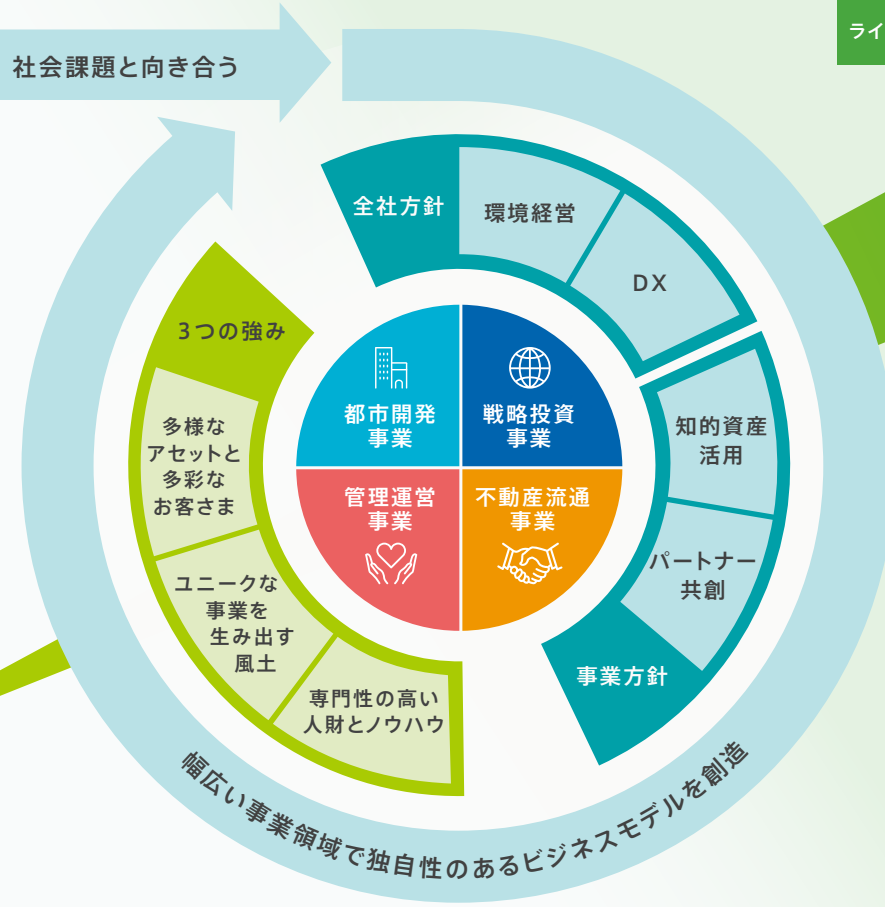 社会課題と向き合う
ライ
全社方針
環境経営
DX
知的資産
活用
パートナー
共創
事業方針
3つの強み
多様な
アセットと
多彩な
お客さま
ユニークな
事業を
生み出す
風土
専門性の高い
人財とノウハウ
都市開発
事業
戦略投資
事業
管理運営
事業
不動産流通
事業
幅広い事業領域で独自性のあるビジネスモデルを創造